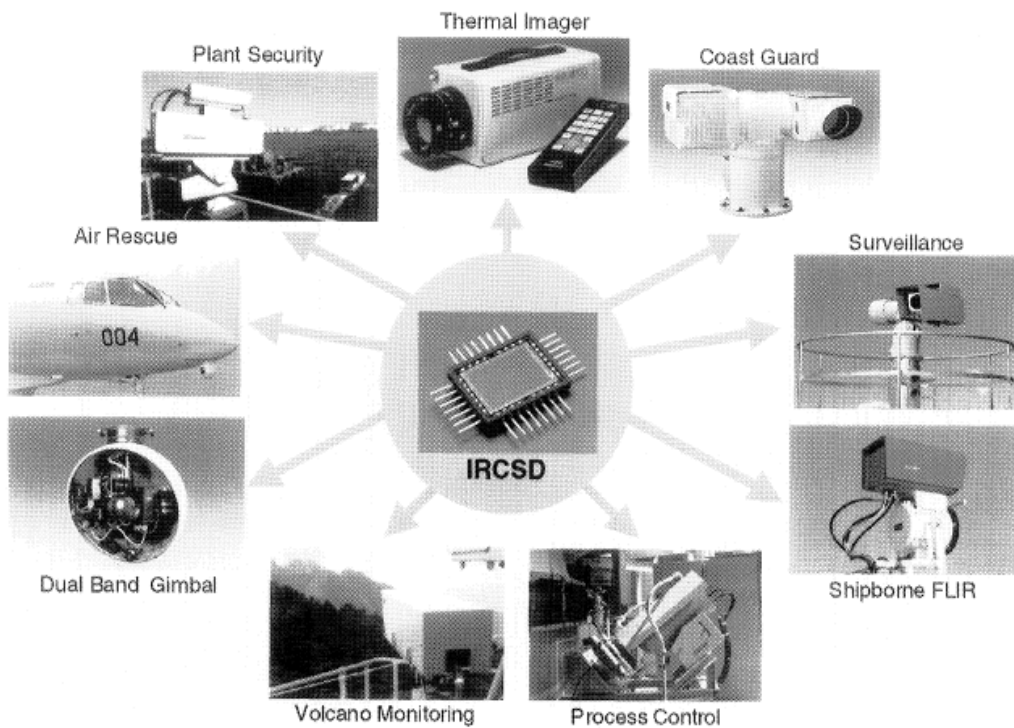 Thermal Imager
Plant Security
Coast Guard
Air Rescue
Surveillance
004
IRCSD
Dual Band Gimbal
Shipborne FLIR
Volcano Monitoring
Process Control